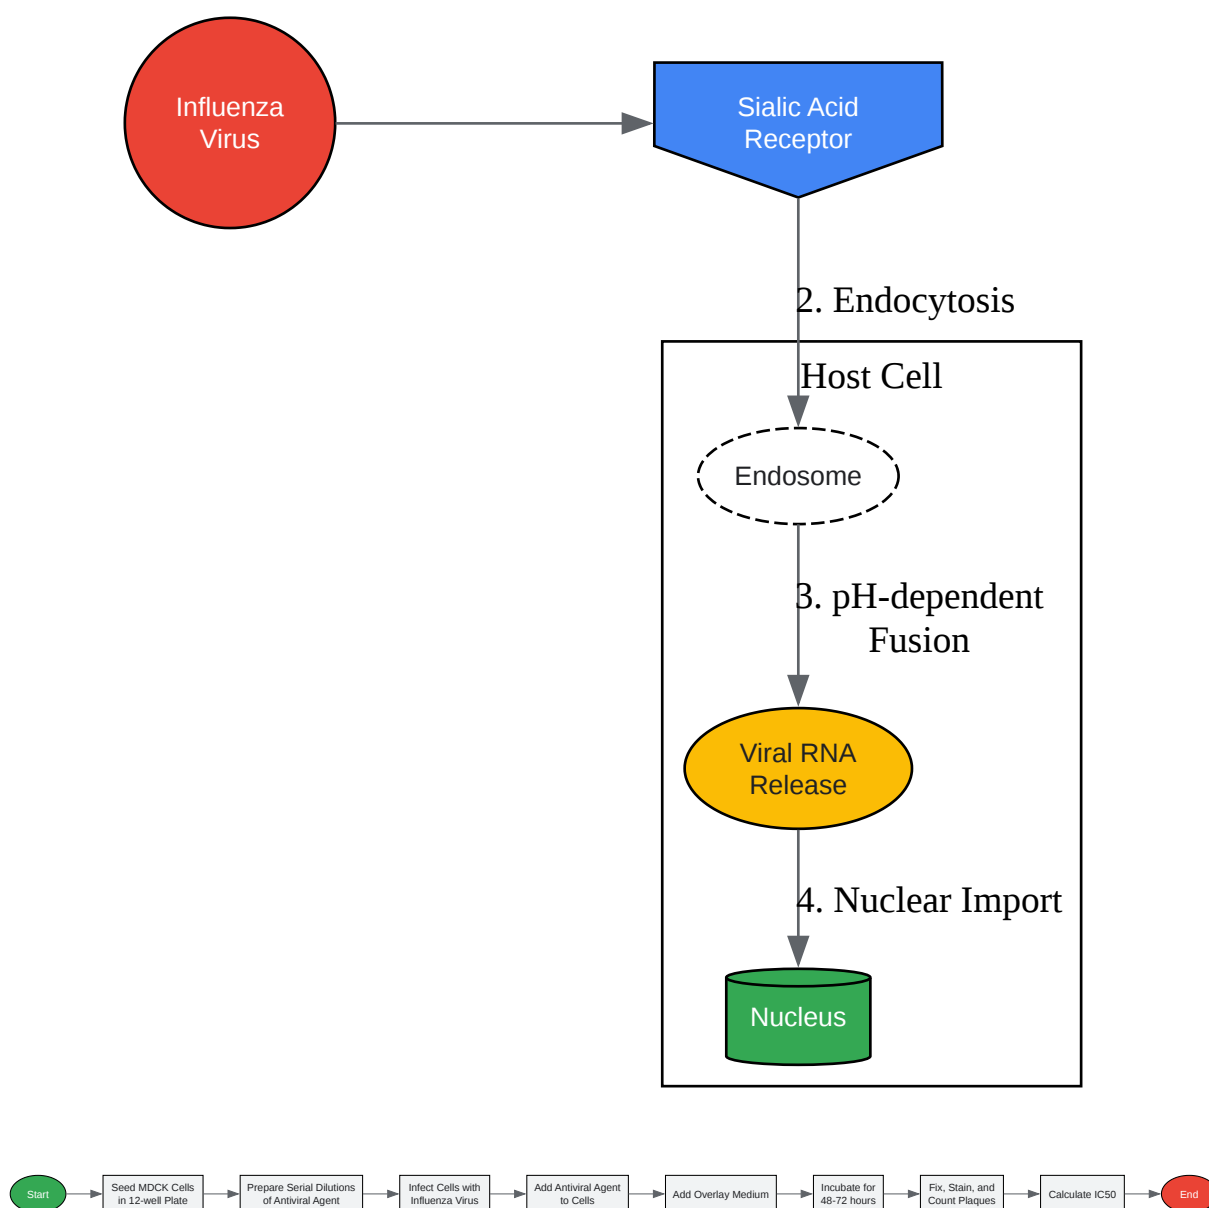 Influenza
Virus
Sialic Acid
Receptor
2. Endocytosis
Host Cell
Endosome
3. pH-dependent
Fusion
Viral RNA
Release
4. Nuclear Import
Nucleus
Start
Seed MDCK Cells
in 12-well Plate
Prepare Serial Dilutions
of Antiviral Agent
Infect Cells with
Influenza Virus
Add Antiviral Agent
to Cells
Add Overlay Medium
Incubate for
48-72 hours
Fix, Stain, and
Count Plaques
Calculate IC50
End